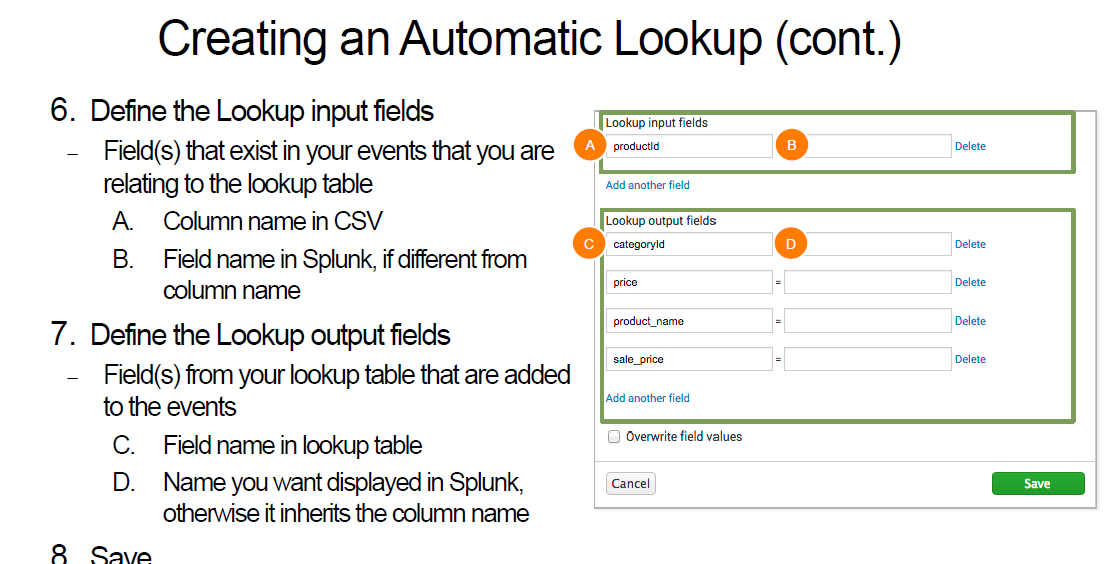 Creating an Automatic Lookup (cont.)
6. Define the Lookup input fields
– Field(s) that exist in your events that you are
relating to the lookup table
A. Column name in CSV
B. Field name in Splunk, if different from
column name
7. Define the Lookup output fields
– Field(s) from your lookup table that are added
to the events
C. Field name in lookup table
D. Name you want displayed in Splunk,
otherwise it inherits the column name
8. Save
Lookup input fields
A productId B Delete
Add another field
Lookup output fields
C categoryId D Delete
price = Delete
product_name = Delete
sale_price = Delete
Add another field
Overwrite field values
Cancel Save